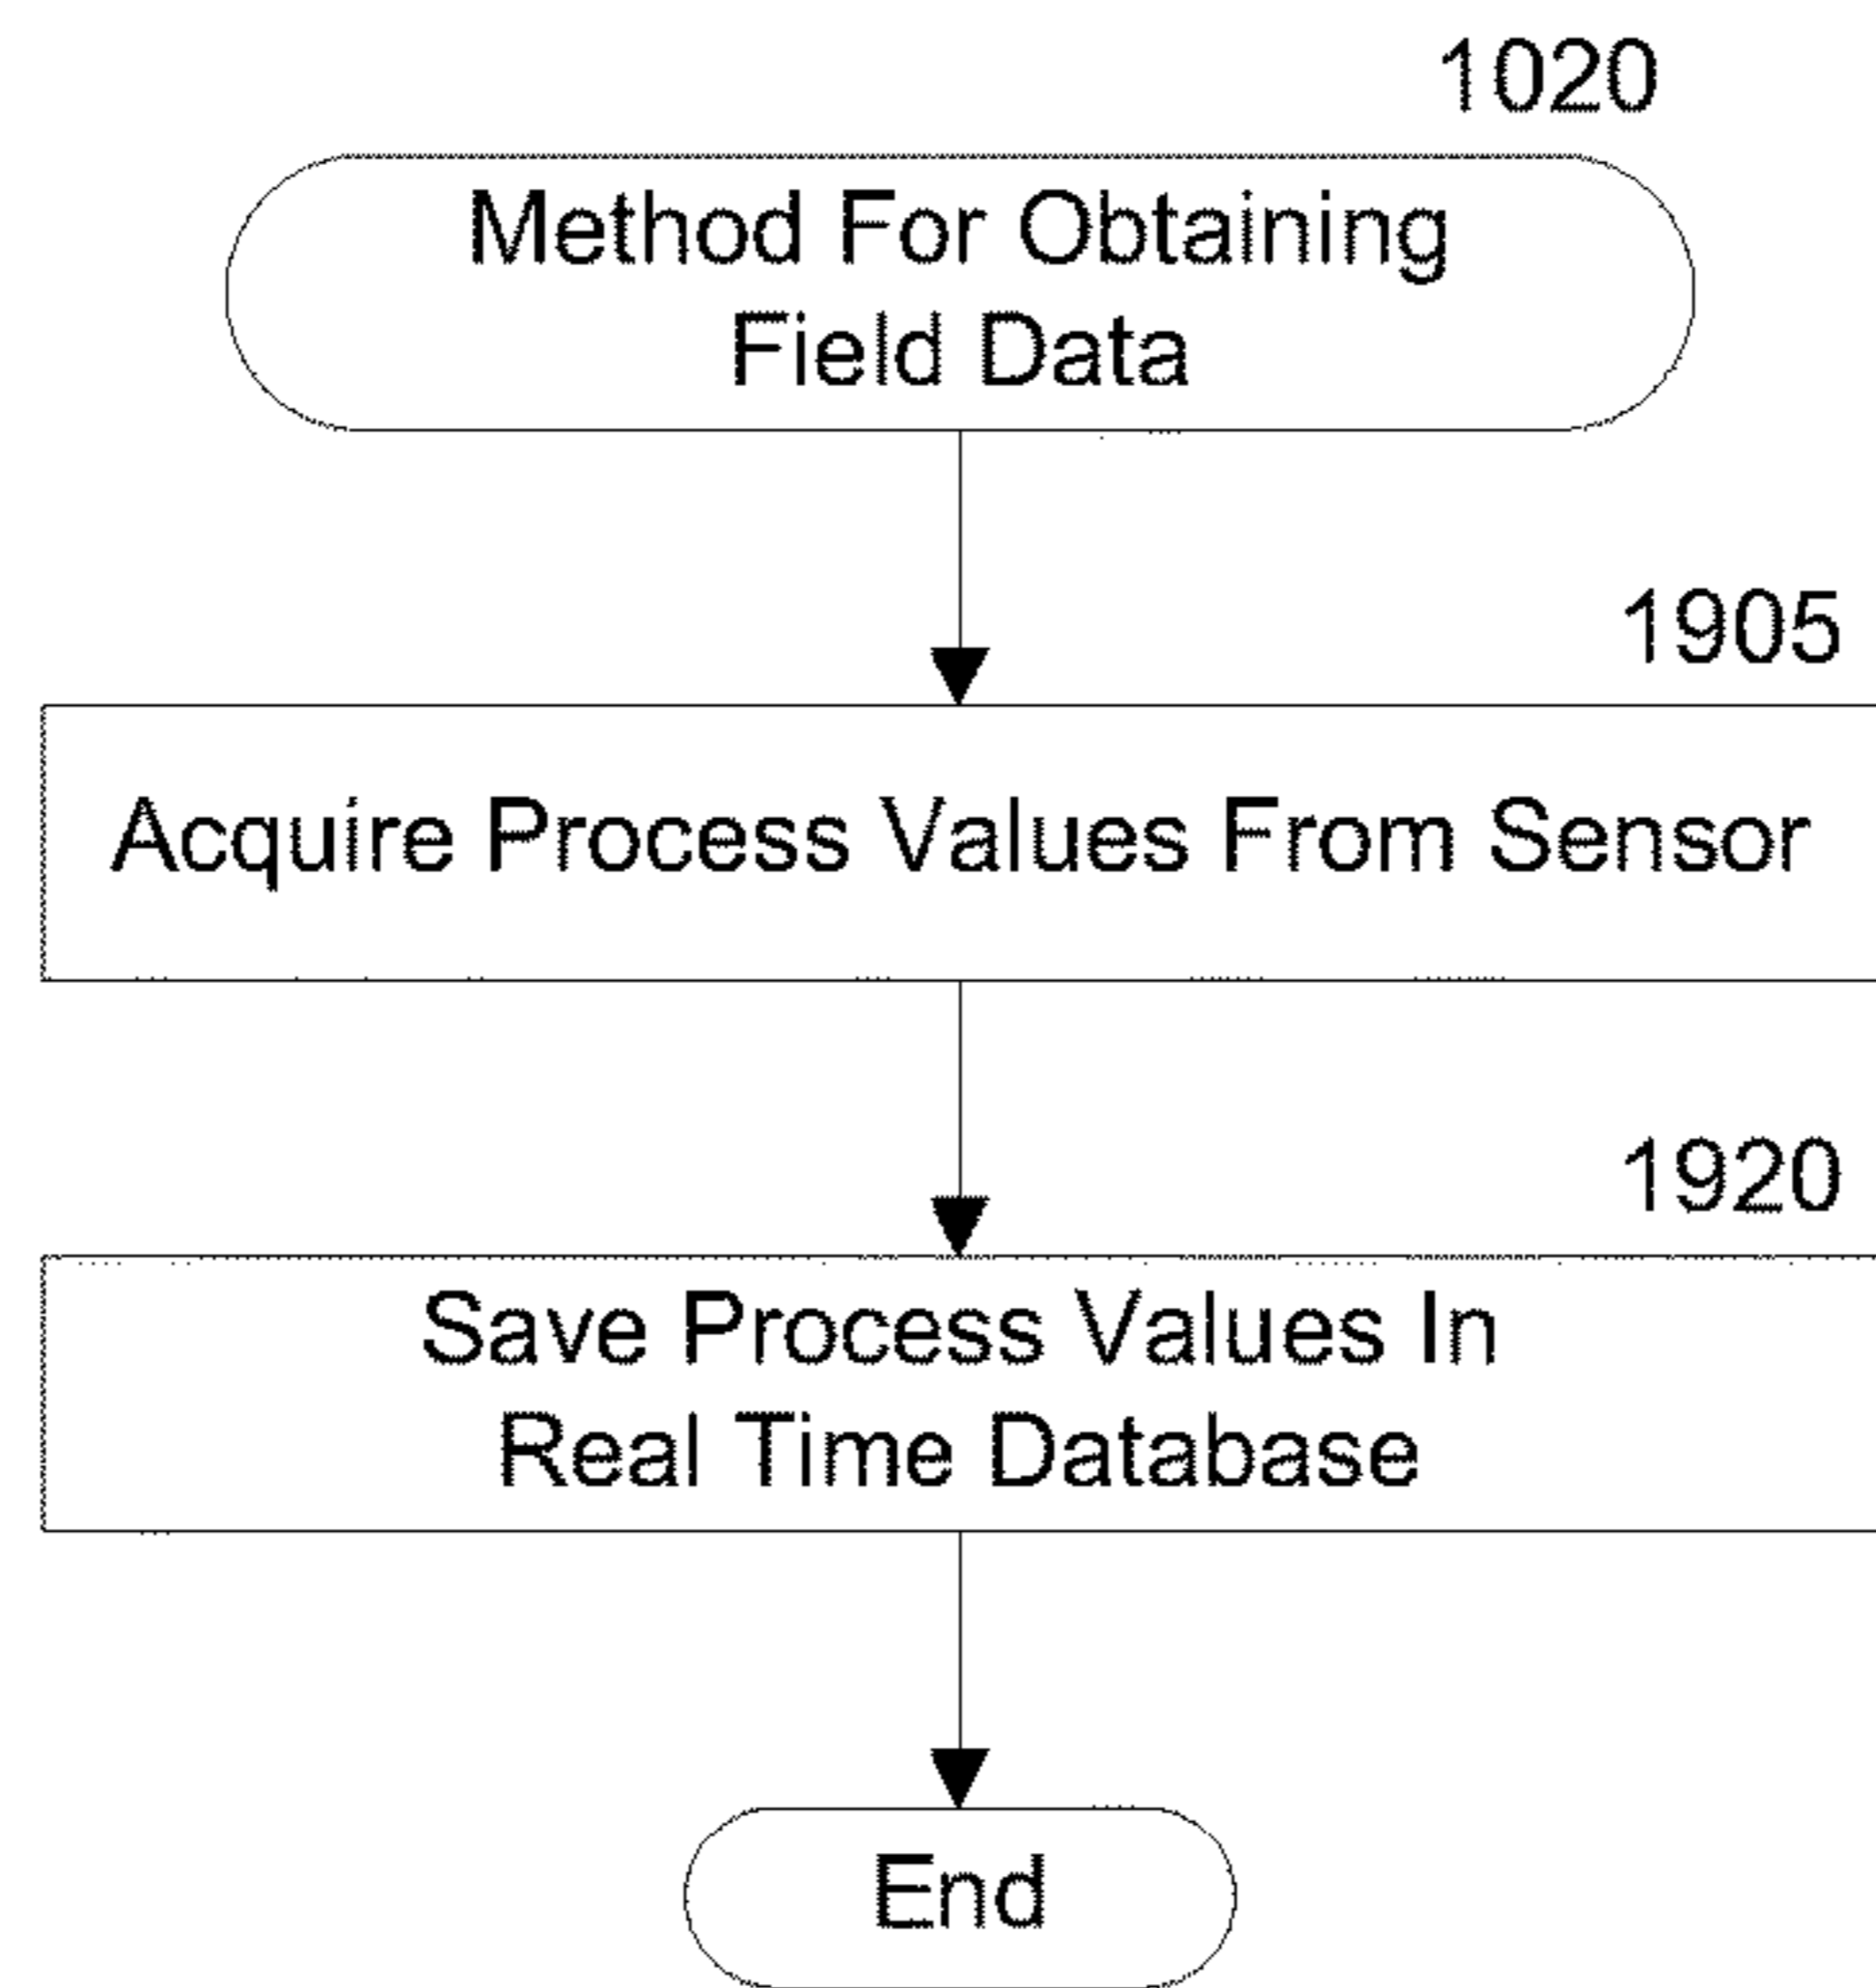 1020
Method For Obtaining
Field Data
1905
Acquire Process Values From Sensor
1920
Save Process Values In
Real Time Database
End